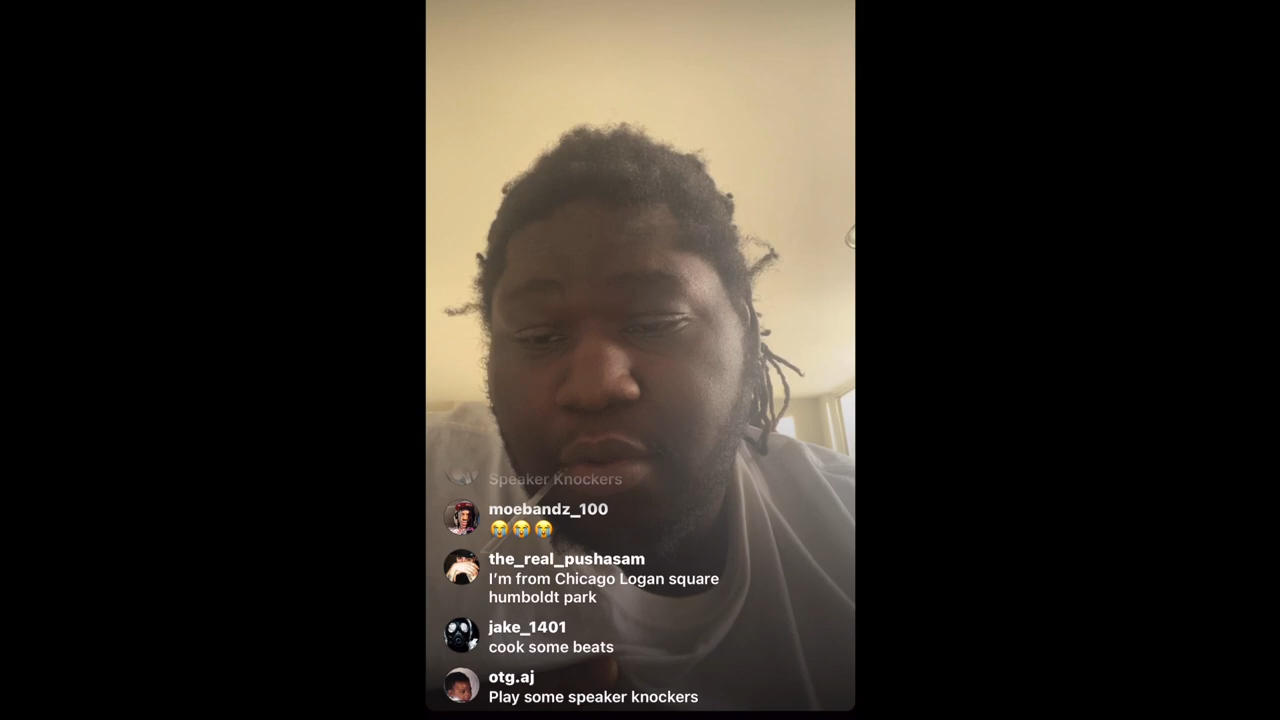 Speaker Knockers
moebandz_100
😭😭😭
the_real_pushasam
I’m from Chicago Logan square
humboldt park
jake_1401
cook some beats
otg.aj
Play some speaker knockers